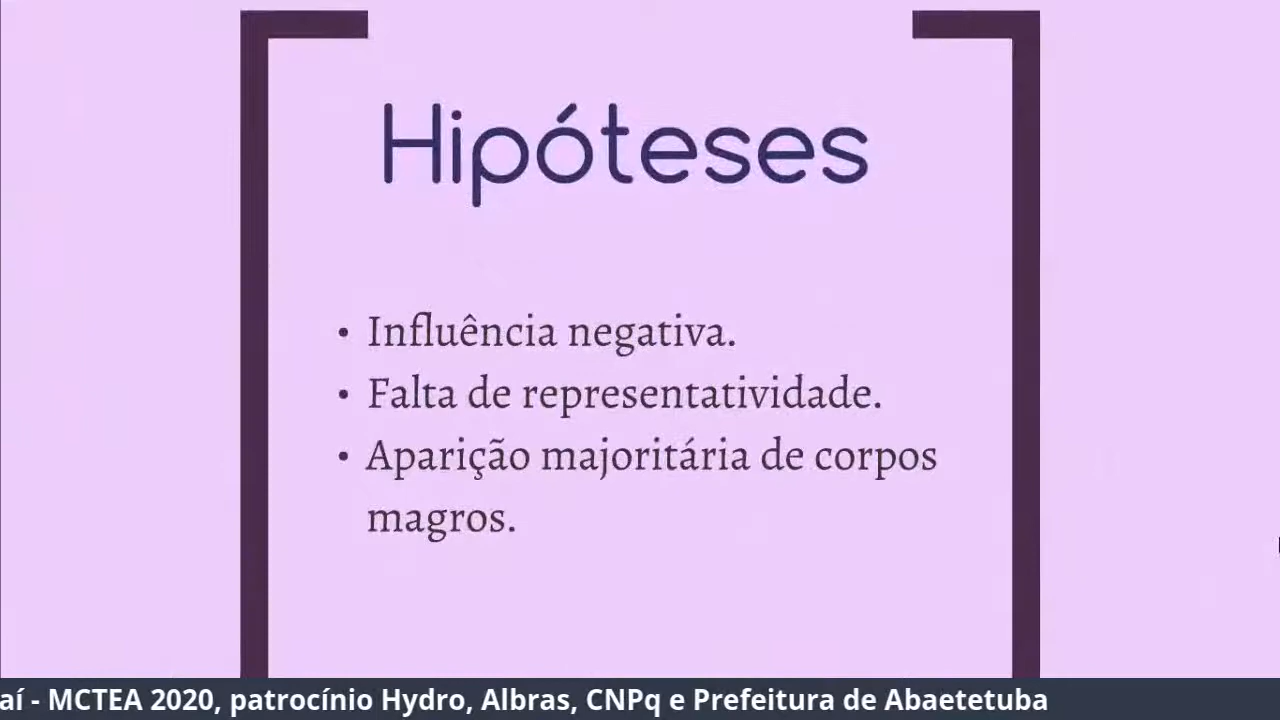 Hipóteses
• Influência negativa.
• Falta de representatividade.
• Aparição majoritária de corpos
magros.
aí - MCTEA 2020, patrocínio Hydro, Albras, CNPq e Prefeitura de Abaetetuba